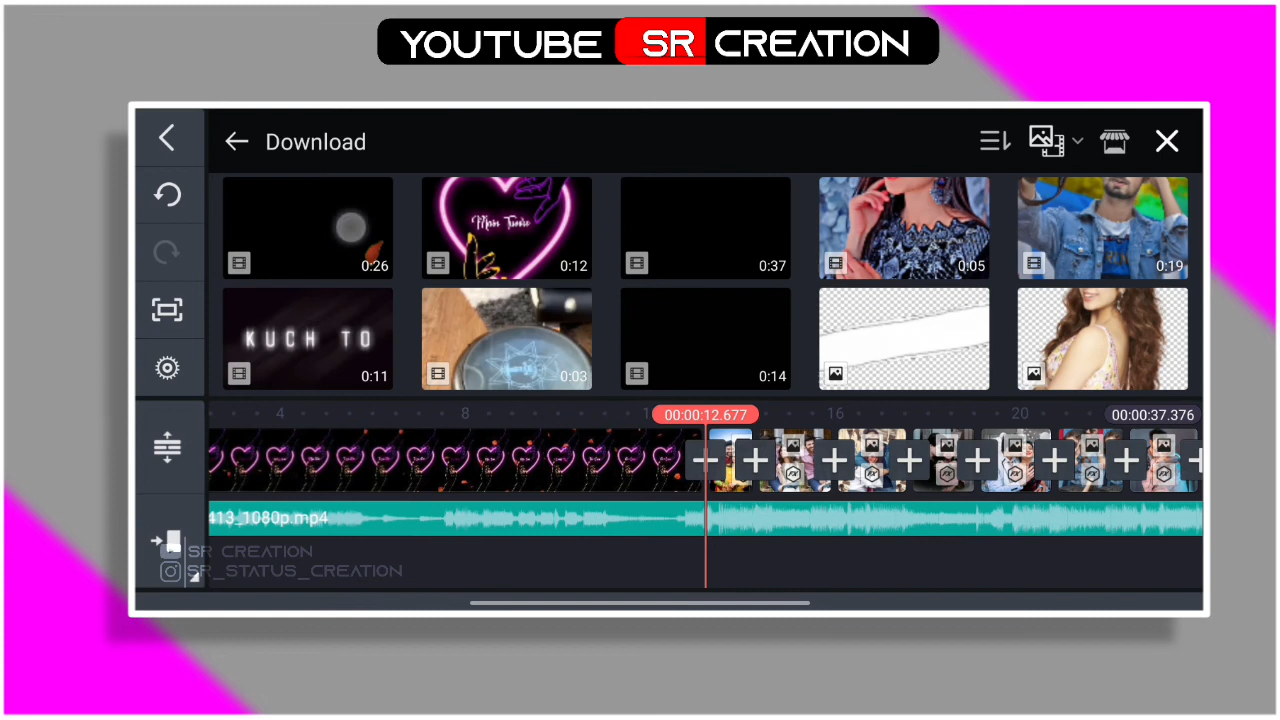 YOUTUBE SR CREATION
Download
0:26
0:12
0:37
0:05
0:19
KUCH TO
0:11
0:03
0:14
4
8
00:00:12.677
16
20
00:00:37.376
413_1080p.mp4
SR CREATION
SR_STATUS_CREATION